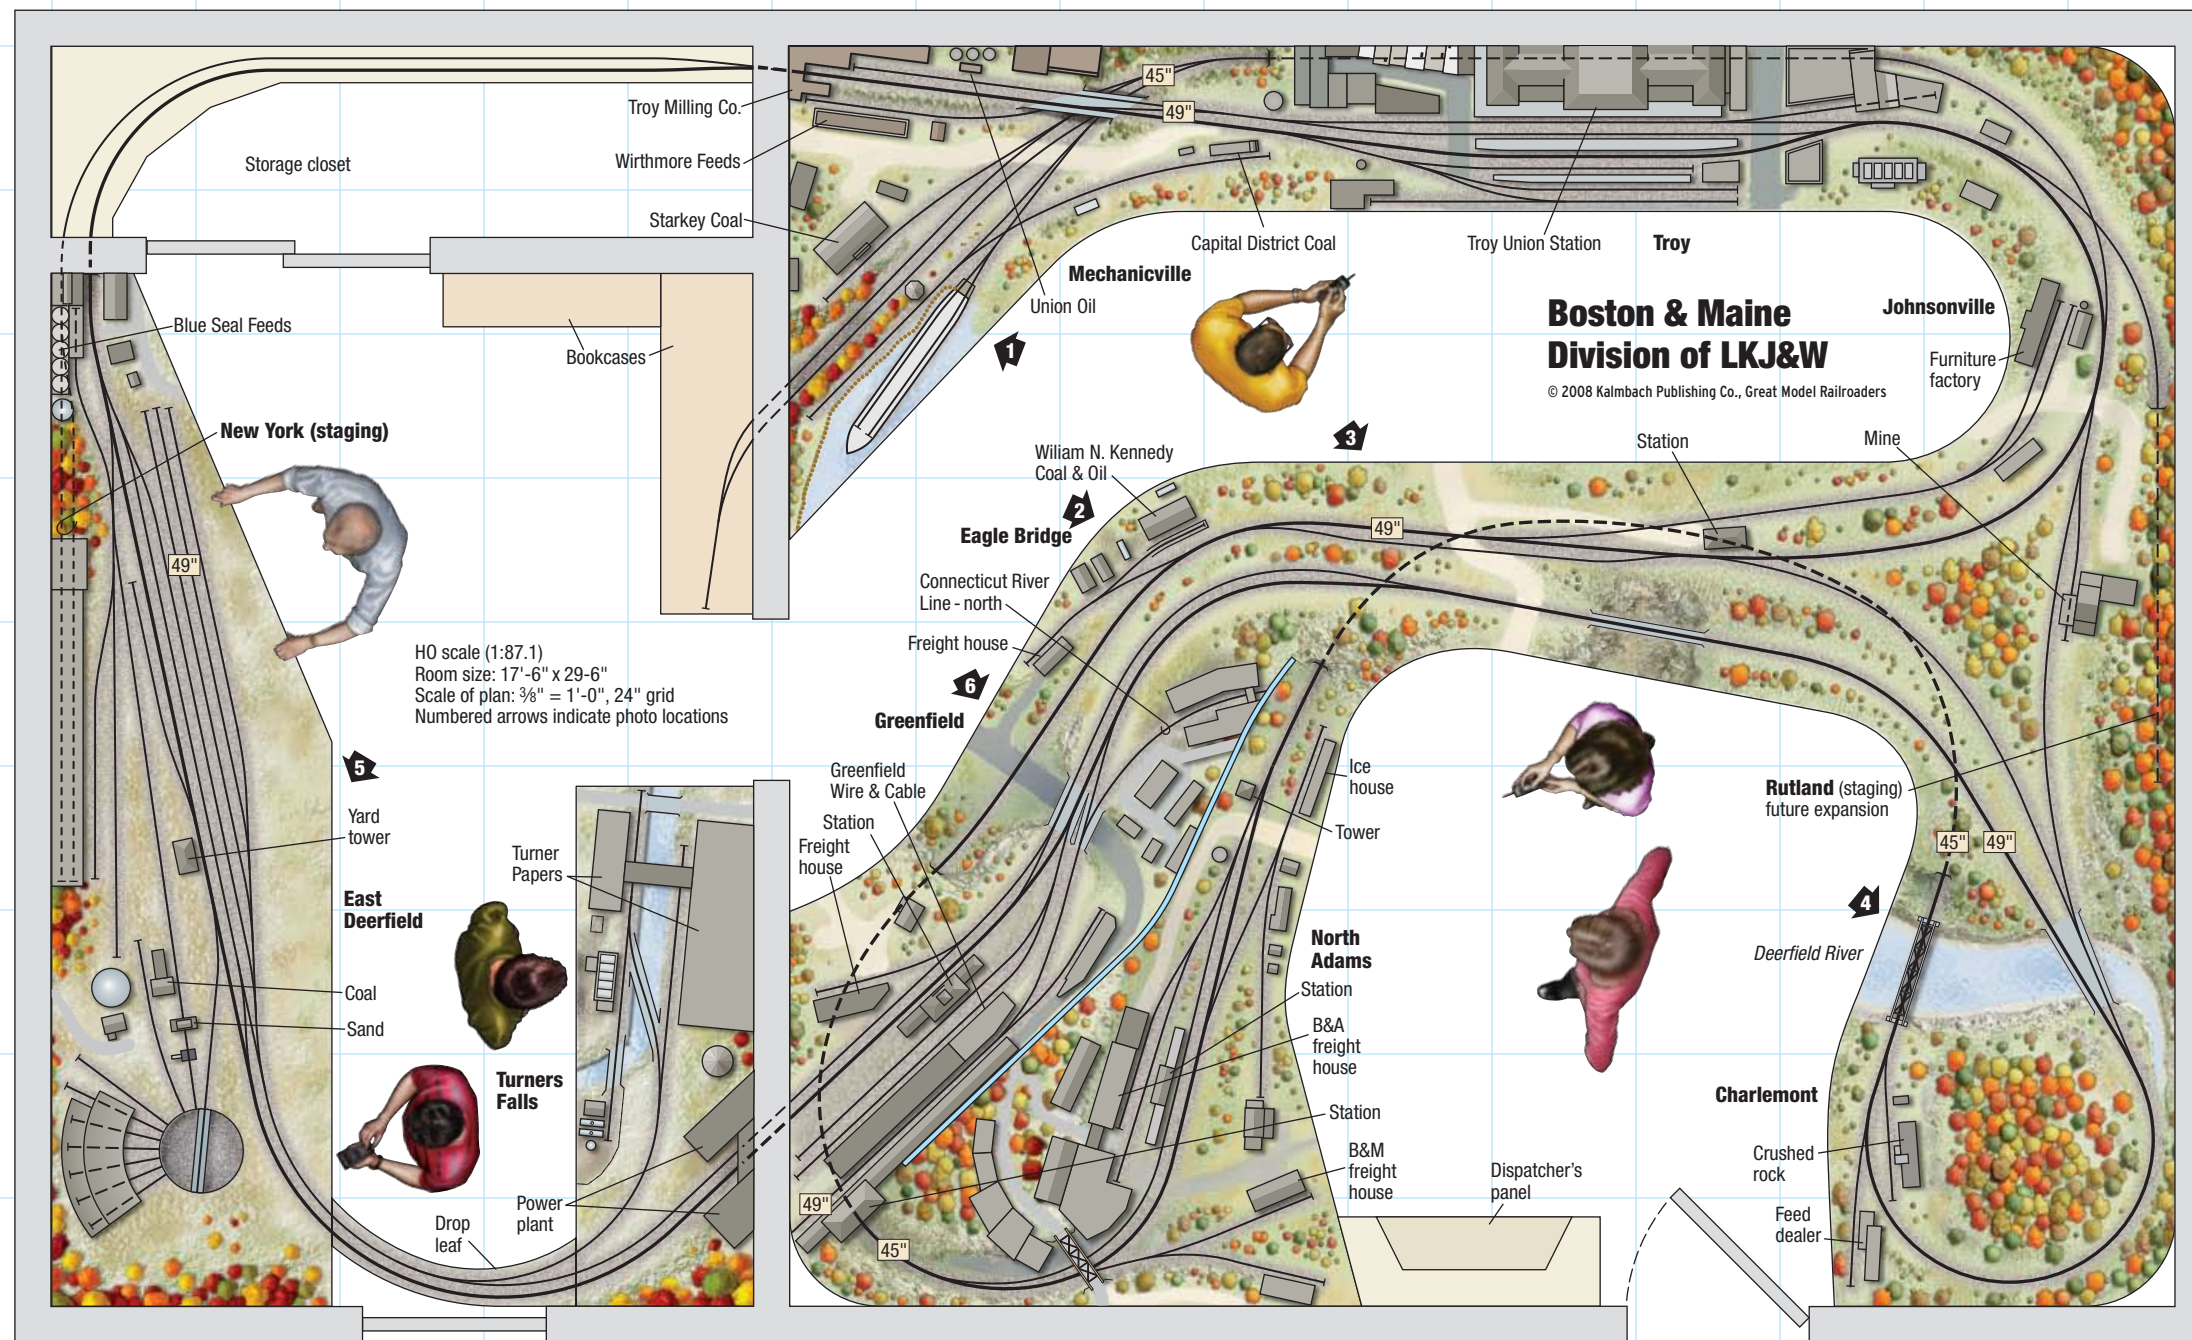 45"
Troy Milling Co.
49"
Storage closet
Wirthmore Feeds
Starkey Coal
Capital District Coal
Troy Union Station
Troy
Mechanicville
Union Oil
1
Boston & Maine
Division of LKJ&W
© 2008 Kalmbach Publishing Co., Great Model Railroaders
Johnsonville
Furniture
factory
Blue Seal Feeds
Bookcases
New York (staging)
3
Station
Mine
Wiliam N. Kennedy
Coal & Oil
2
Eagle Bridge
49"
49"
Connecticut River
Line - north
Freight house
6
Greenfield
HO scale (1:87.1)
Room size: 17'-6" x 29-6"
Scale of plan: ⅜" = 1'-0", 24" grid
Numbered arrows indicate photo locations
5
Greenfield
Wire & Cable
Station
Freight
house
Ice
house
Tower
Rutland (staging)
future expansion
45"
49"
4
Yard
tower
Turner
Papers
East
Deerfield
Deerfield River
North
Adams
Station
Coal
Sand
B&A
freight
house
Turners
Falls
Charlemont
Station
B&M
freight
house
Crushed
rock
Dispatcher's
panel
Power
plant
Drop
leaf
49"
45"
Feed
dealer